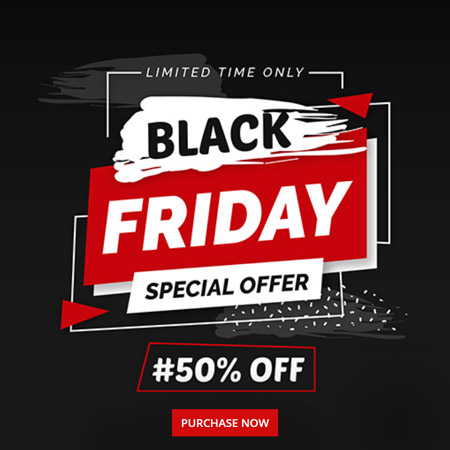 LIMITED TIME ONLY
BLACK
FRIDAY
SPECIAL OFFER
#50% OFF
PURCHASE NOW